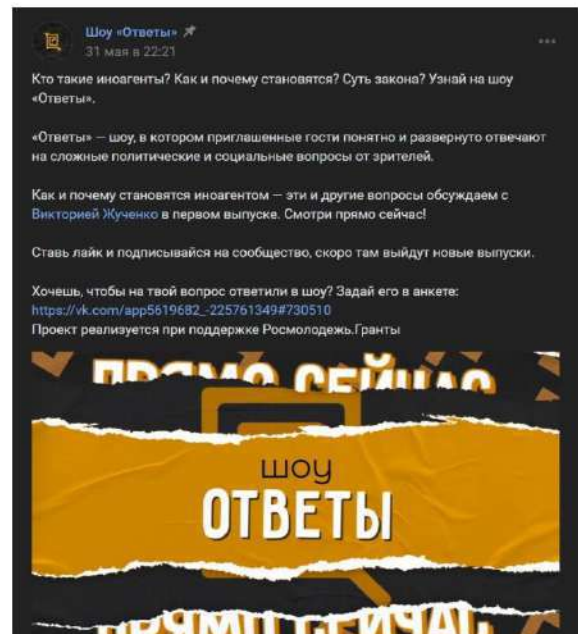 Шоу «Ответы»
31 мая в 22:21
Кто такие иноагенты? Как и почему становятся? Суть закона? Узнай на шоу
«Ответы».
«Ответы» — шоу, в котором приглашенные гости понятно и развернуто отвечают
на сложные политические и социальные вопросы от зрителей.
Как и почему становятся иноагентом — эти и другие вопросы обсуждаем с
Викторией Жученко в первом выпуске. Смотри прямо сейчас!
Ставь лайк и подписывайся на сообщество, скоро там выйдут новые выпуски.
Хочешь, чтобы на твой вопрос ответили в шоу? Задай его в анкете:
https://vk.com/app5619682_-225761349#730510
Проект реализуется при поддержке Росмолодежь.Гранты
ПРЯМО СЕЙЧАС
шоу
ОТВЕТЫ
ПРЯМО СЕЙЧАС